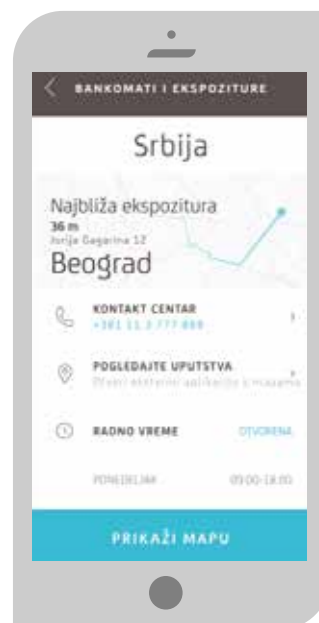 BANKOMATI I EKSPOZITURE
Srbija
Najbliža ekspozitura
36 m
Jurija Gagarina 12
Beograd
KONTAKT CENTAR
+381 11 3 777 888
POGLEDAJTE UPUTSTVA
RADNO VREME OTVORENA
PONEDELJAK 09:00-18:00
PRIKAŽI MAPU